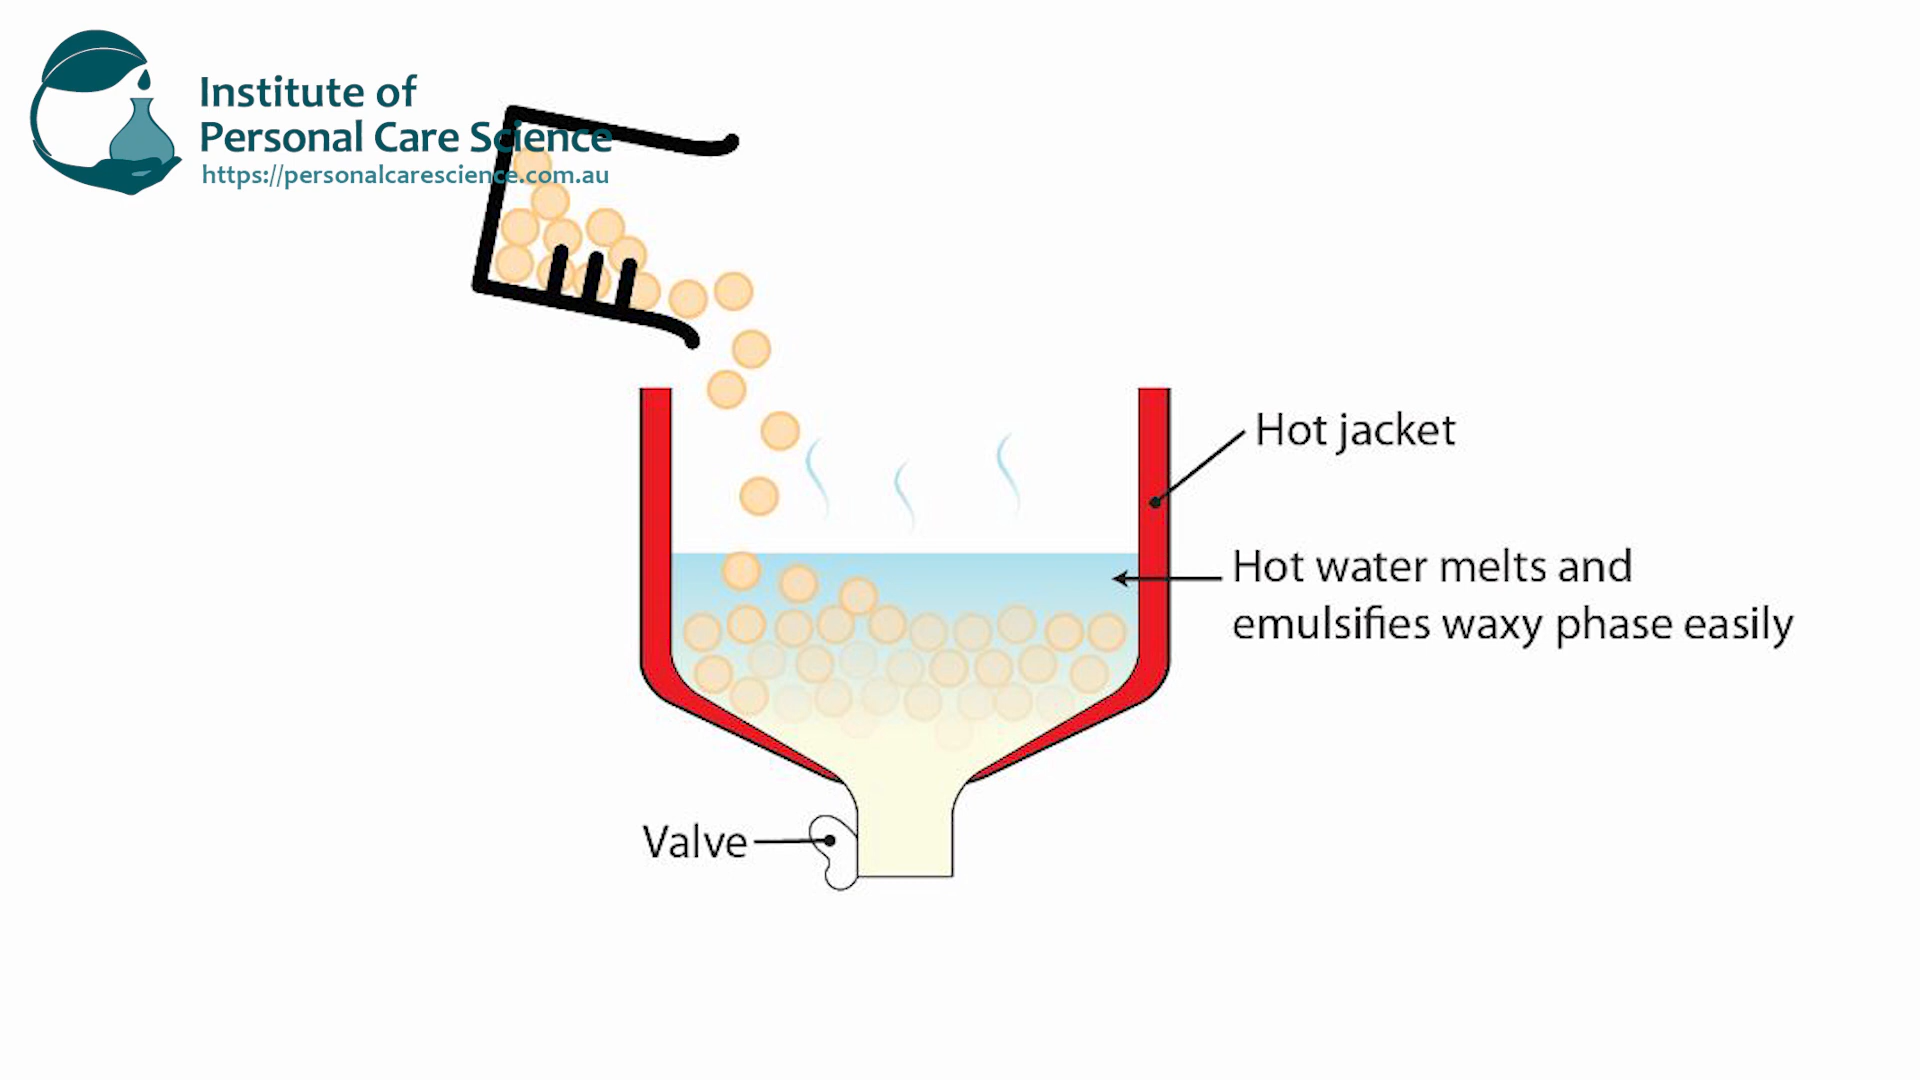 Institute of
Personal Care Science
https://personalcarescience.com.au
Hot jacket
Hot water melts and
emulsifies waxy phase easily
Valve